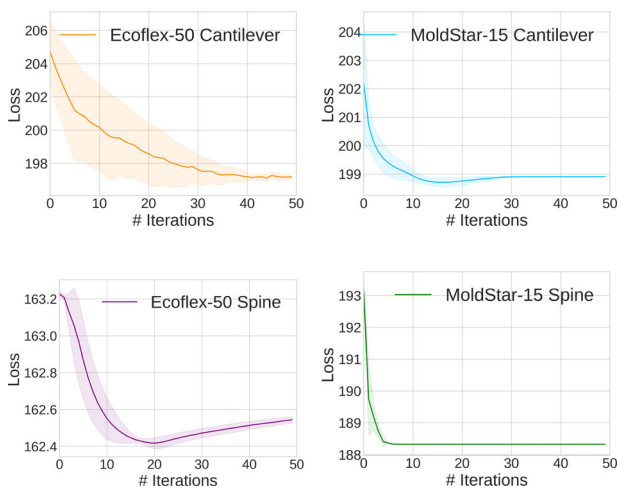 206
204
202
200
198
Loss
Ecoflex-50 Cantilever
0 10 20 30 40 50
# Iterations
204
203
202
201
200
199
Loss
MoldStar-15 Cantilever
0 10 20 30 40 50
# Iterations
163.2
163.0
162.8
162.6
162.4
Loss
Ecoflex-50 Spine
0 10 20 30 40 50
# Iterations
193
192
191
190
189
188
Loss
MoldStar-15 Spine
0 10 20 30 40 50
# Iterations